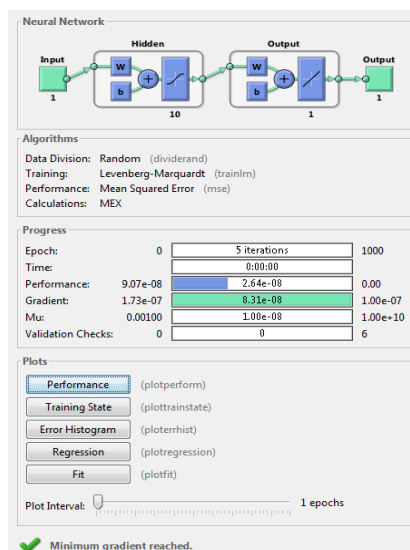 Neural Network
Hidden Output
Input Output
W W
+ +
b b
1 10 1 1
Algorithms
Data Division: Random (dividerand)
Training: Levenberg-Marquardt (trainlm)
Performance: Mean Squared Error (mse)
Calculations: MEX
Progress
Epoch: 0 5 iterations 1000
Time: 0:00:00
Performance: 9.07e-08 2.64e-08 0.00
Gradient: 1.73e-07 8.31e-08 1.00e-07
Mu: 0.00100 1.00e-08 1.00e+10
Validation Checks: 0 0 6
Plots
Performance (plotperform)
Training State (plottrainstate)
Error Histogram (ploterrhist)
Regression (plotregression)
Fit (plotfit)
Plot Interval: 1 epochs
Minimum gradient reached.